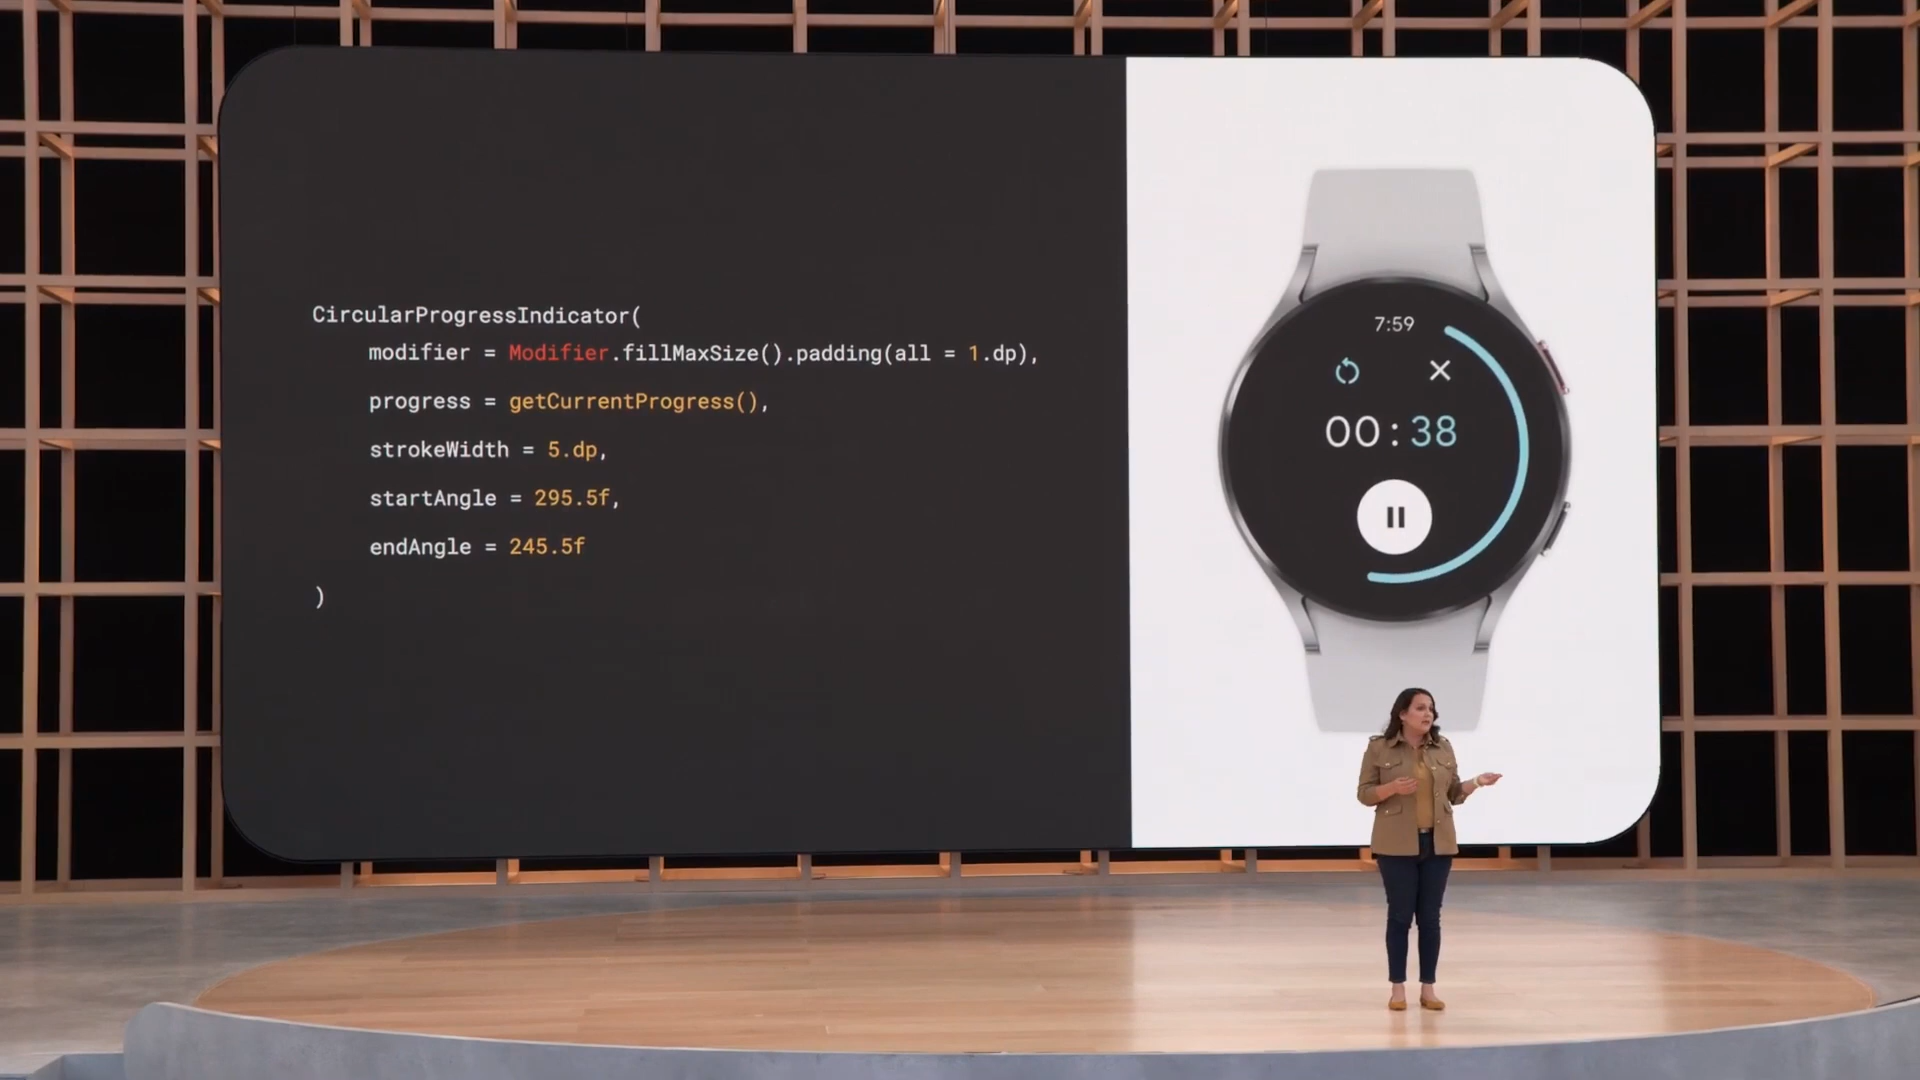 CircularProgressIndicator(
modifier = Modifier.fillMaxSize().padding(all = 1.dp),
progress = getCurrentProgress(),
strokeWidth = 5.dp,
startAngle = 295.5f,
endAngle = 245.5f
)
7:59
00:38